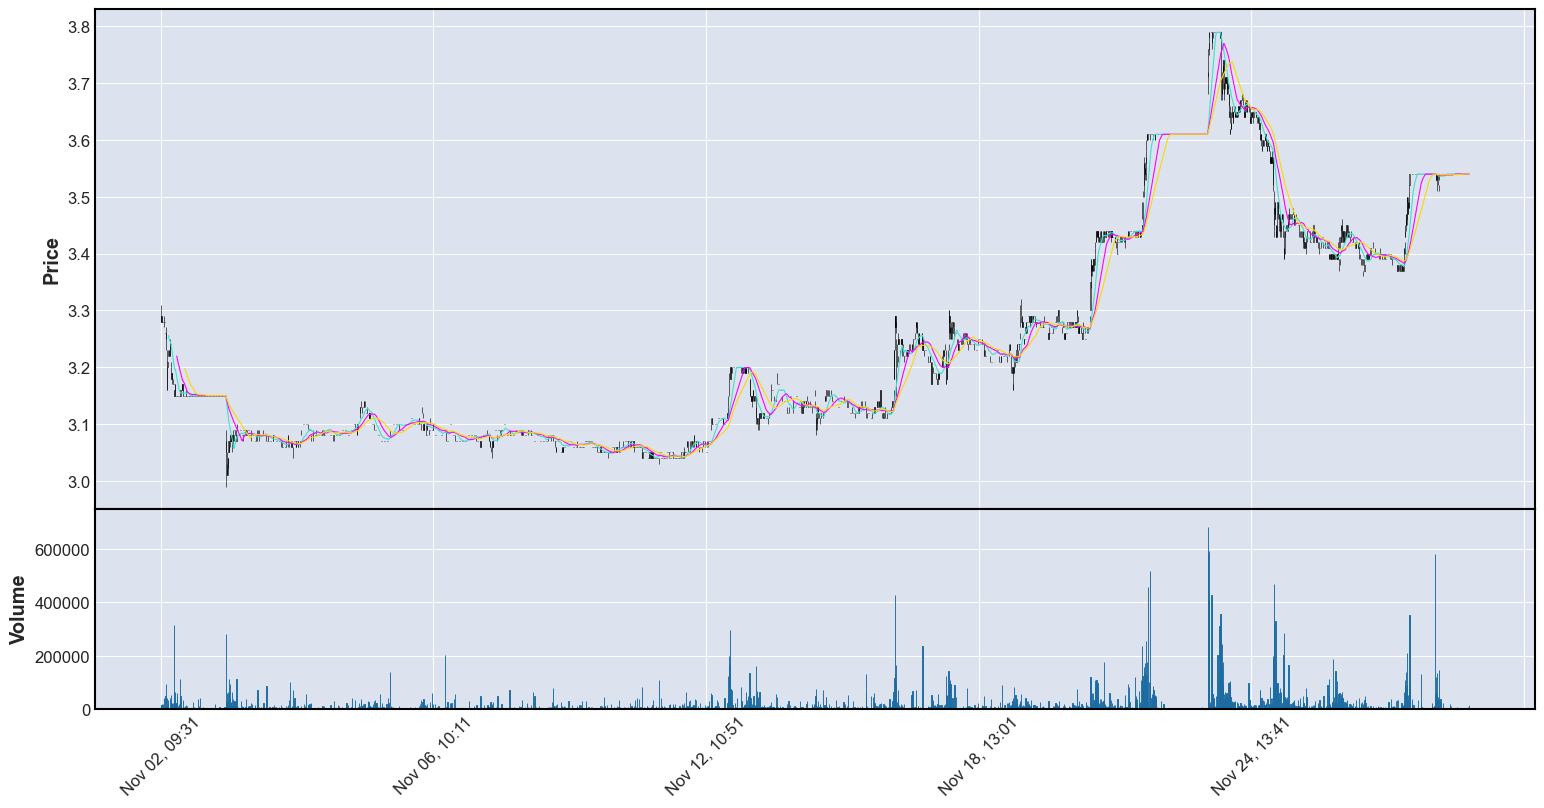 3.8
3.7
3.6
3.5
3.4
3.3
3.2
3.1
3.0
Price
600000
400000
200000
0
Volume
Nov 02, 09:31
Nov 06, 10:11
Nov 12, 10:51
Nov 18, 13:01
Nov 24, 13:41